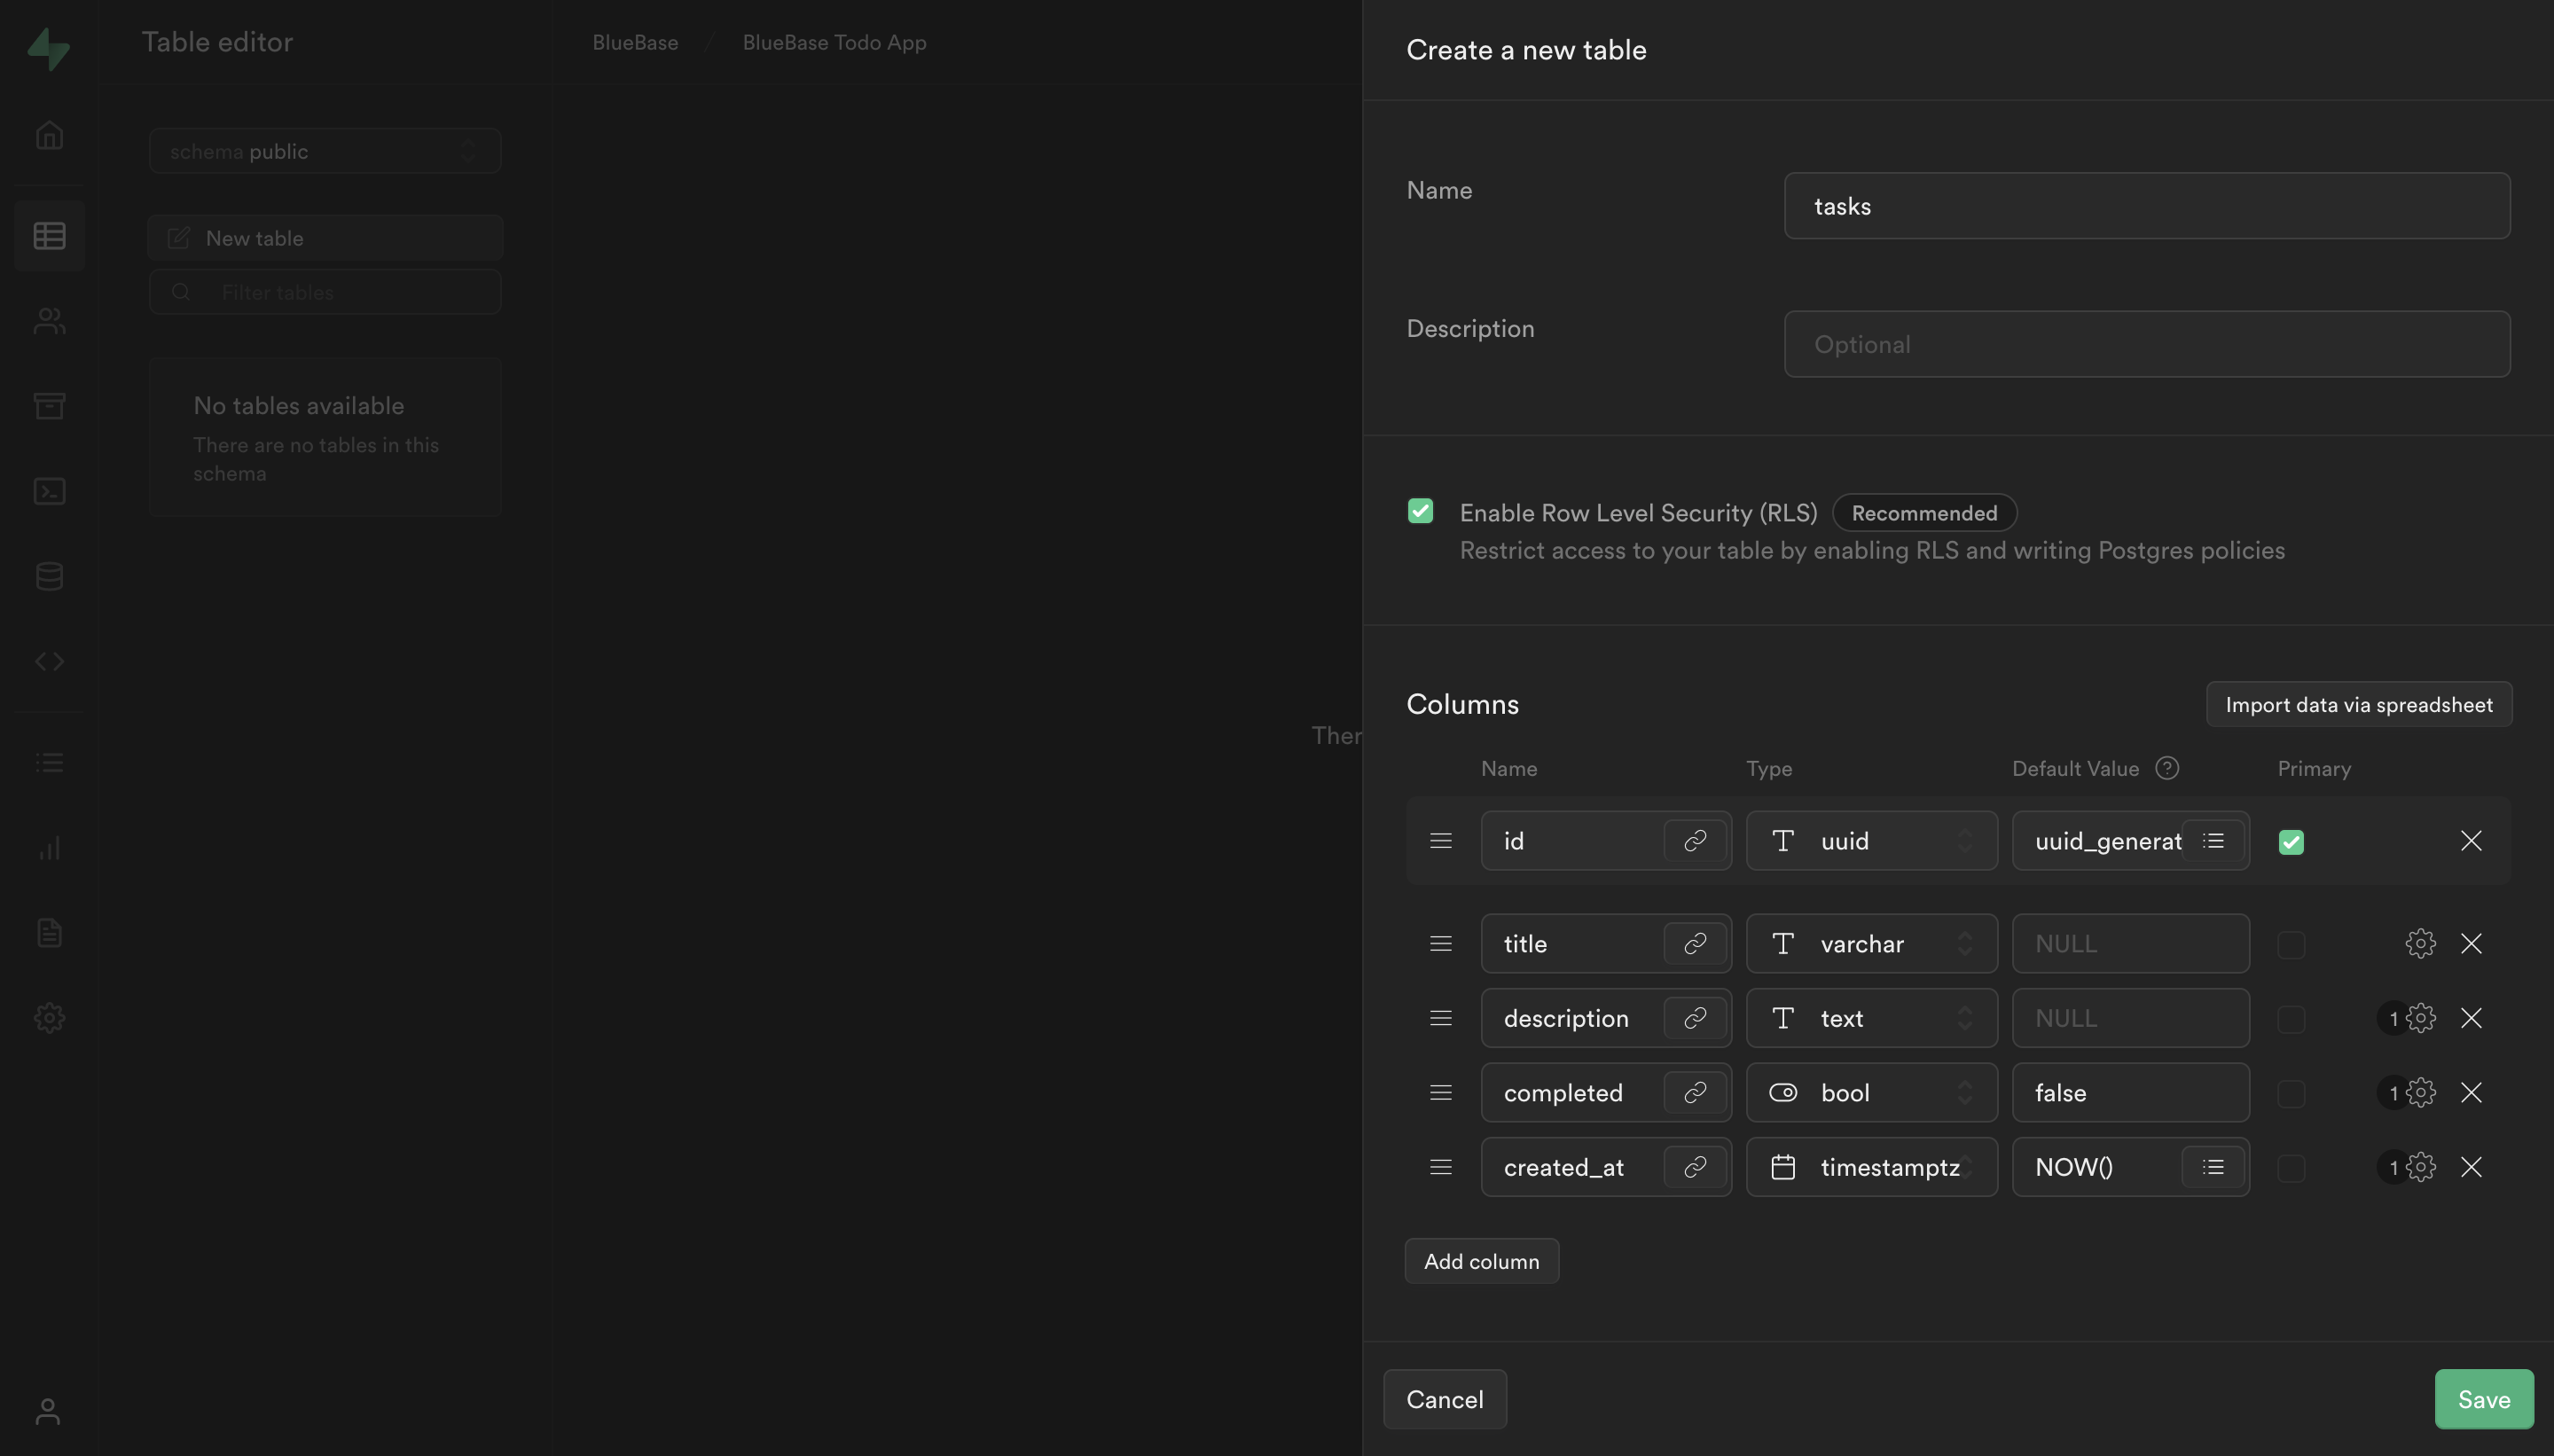 Table editor
BlueBase / BlueBase Todo App
schema public
New table
Filter tables
No tables available
There are no tables in this
schema
Ther
Create a new table
Name
tasks
Description
Optional
Enable Row Level Security (RLS) Recommended
Restrict access to your table by enabling RLS and writing Postgres policies
Columns
Import data via spreadsheet
Name Type Default Value ? Primary
id uuid uuid_generat
title varchar NULL
description text NULL 1
completed bool false 1
created_at timestamptz NOW() 1
Add column
Cancel
Save